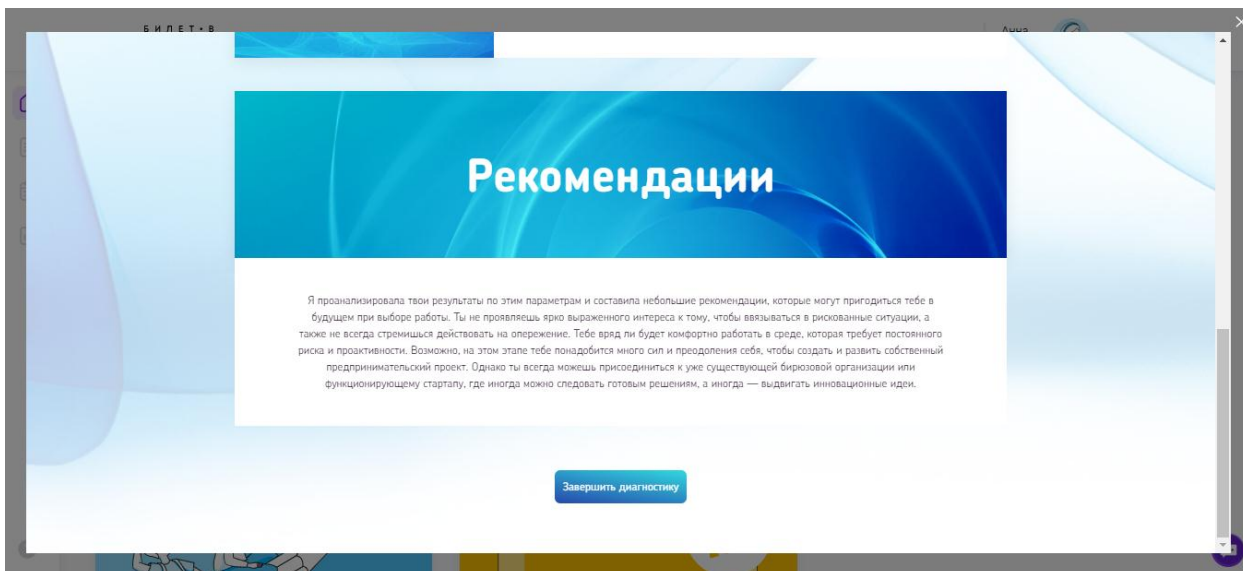 БИЛЕТ·В
Анна
Рекомендации
Я проанализировала твои результаты по этим параметрам и составила небольшие рекомендации, которые могут пригодиться тебе в
будущем при выборе работы. Ты не проявляешь ярко выраженного интереса к тому, чтобы ввязываться в рискованные ситуации, а
также не всегда стремишься действовать на опережение. Тебе вряд ли будет комфортно работать в среде, которая требует постоянного
риска и проактивности. Возможно, на этом этапе тебе понадобится много сил и преодоления себя, чтобы создать и развить собственный
предпринимательский проект. Однако ты всегда можешь присоединиться к уже существующей бирюзовой организации или
функционирующему стартапу, где иногда можно следовать готовым решениям, а иногда — выдвигать инновационные идеи.
Завершить диагностику